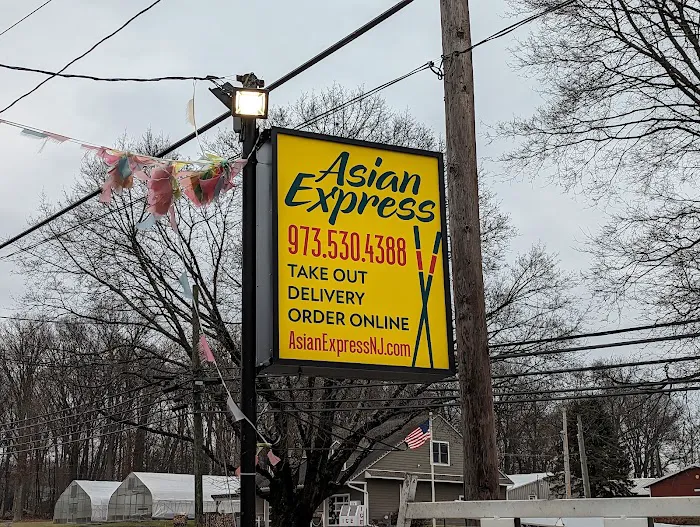 Asian
Express
973.530.4388
TAKE OUT
DELIVERY
ORDER ONLINE
AsianExpressNJ.com